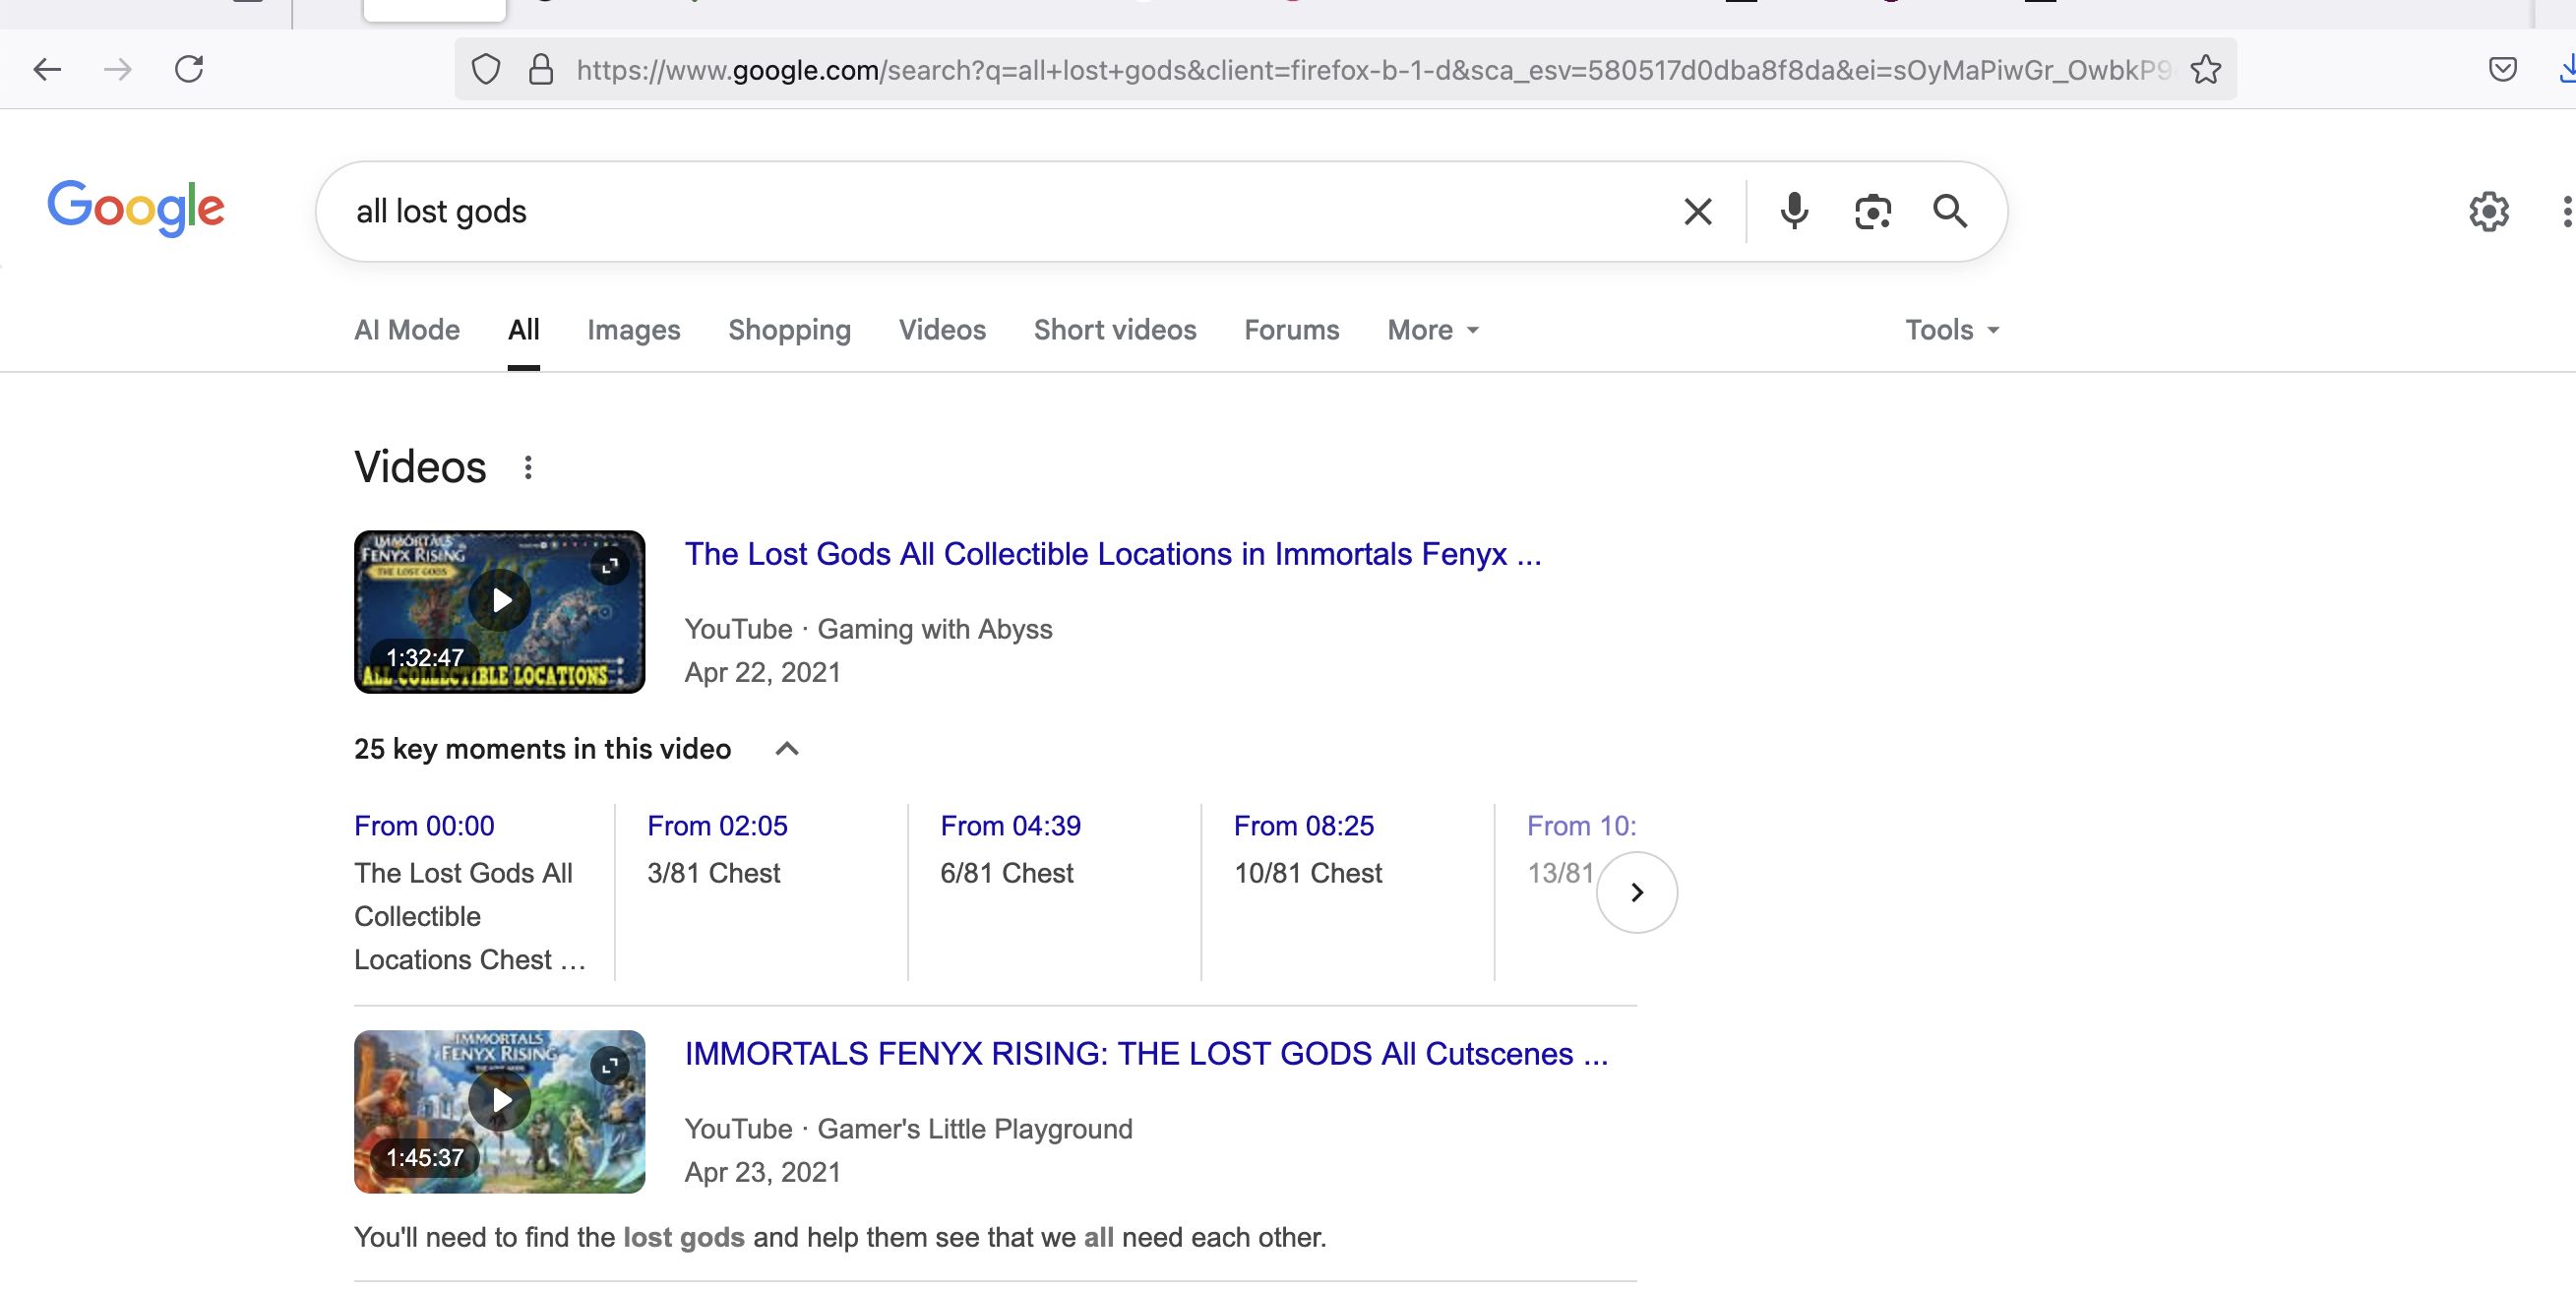 https://www.google.com/search?q=all+lost+gods&client=firefox-b-1-d&sca_esv=580517d0dba8f8da&ei=sOyMaPiwGr_OwbkP9
Google
all lost gods
AI Mode All Images Shopping Videos Short videos Forums More Tools
Videos
IMMORTALS
FENYX RISING
THE LOST GODS
1:32:47
ALL COLLECTIBLE LOCATIONS
The Lost Gods All Collectible Locations in Immortals Fenyx ...
YouTube · Gaming with Abyss
Apr 22, 2021
25 key moments in this video
From 00:00
The Lost Gods All
Collectible
Locations Chest ...
From 02:05
3/81 Chest
From 04:39
6/81 Chest
From 08:25
10/81 Chest
From 10:
13/81
IMMORTALS
FENYX RISING
1:45:37
IMMORTALS FENYX RISING: THE LOST GODS All Cutscenes ...
YouTube · Gamer's Little Playground
Apr 23, 2021
You'll need to find the lost gods and help them see that we all need each other.